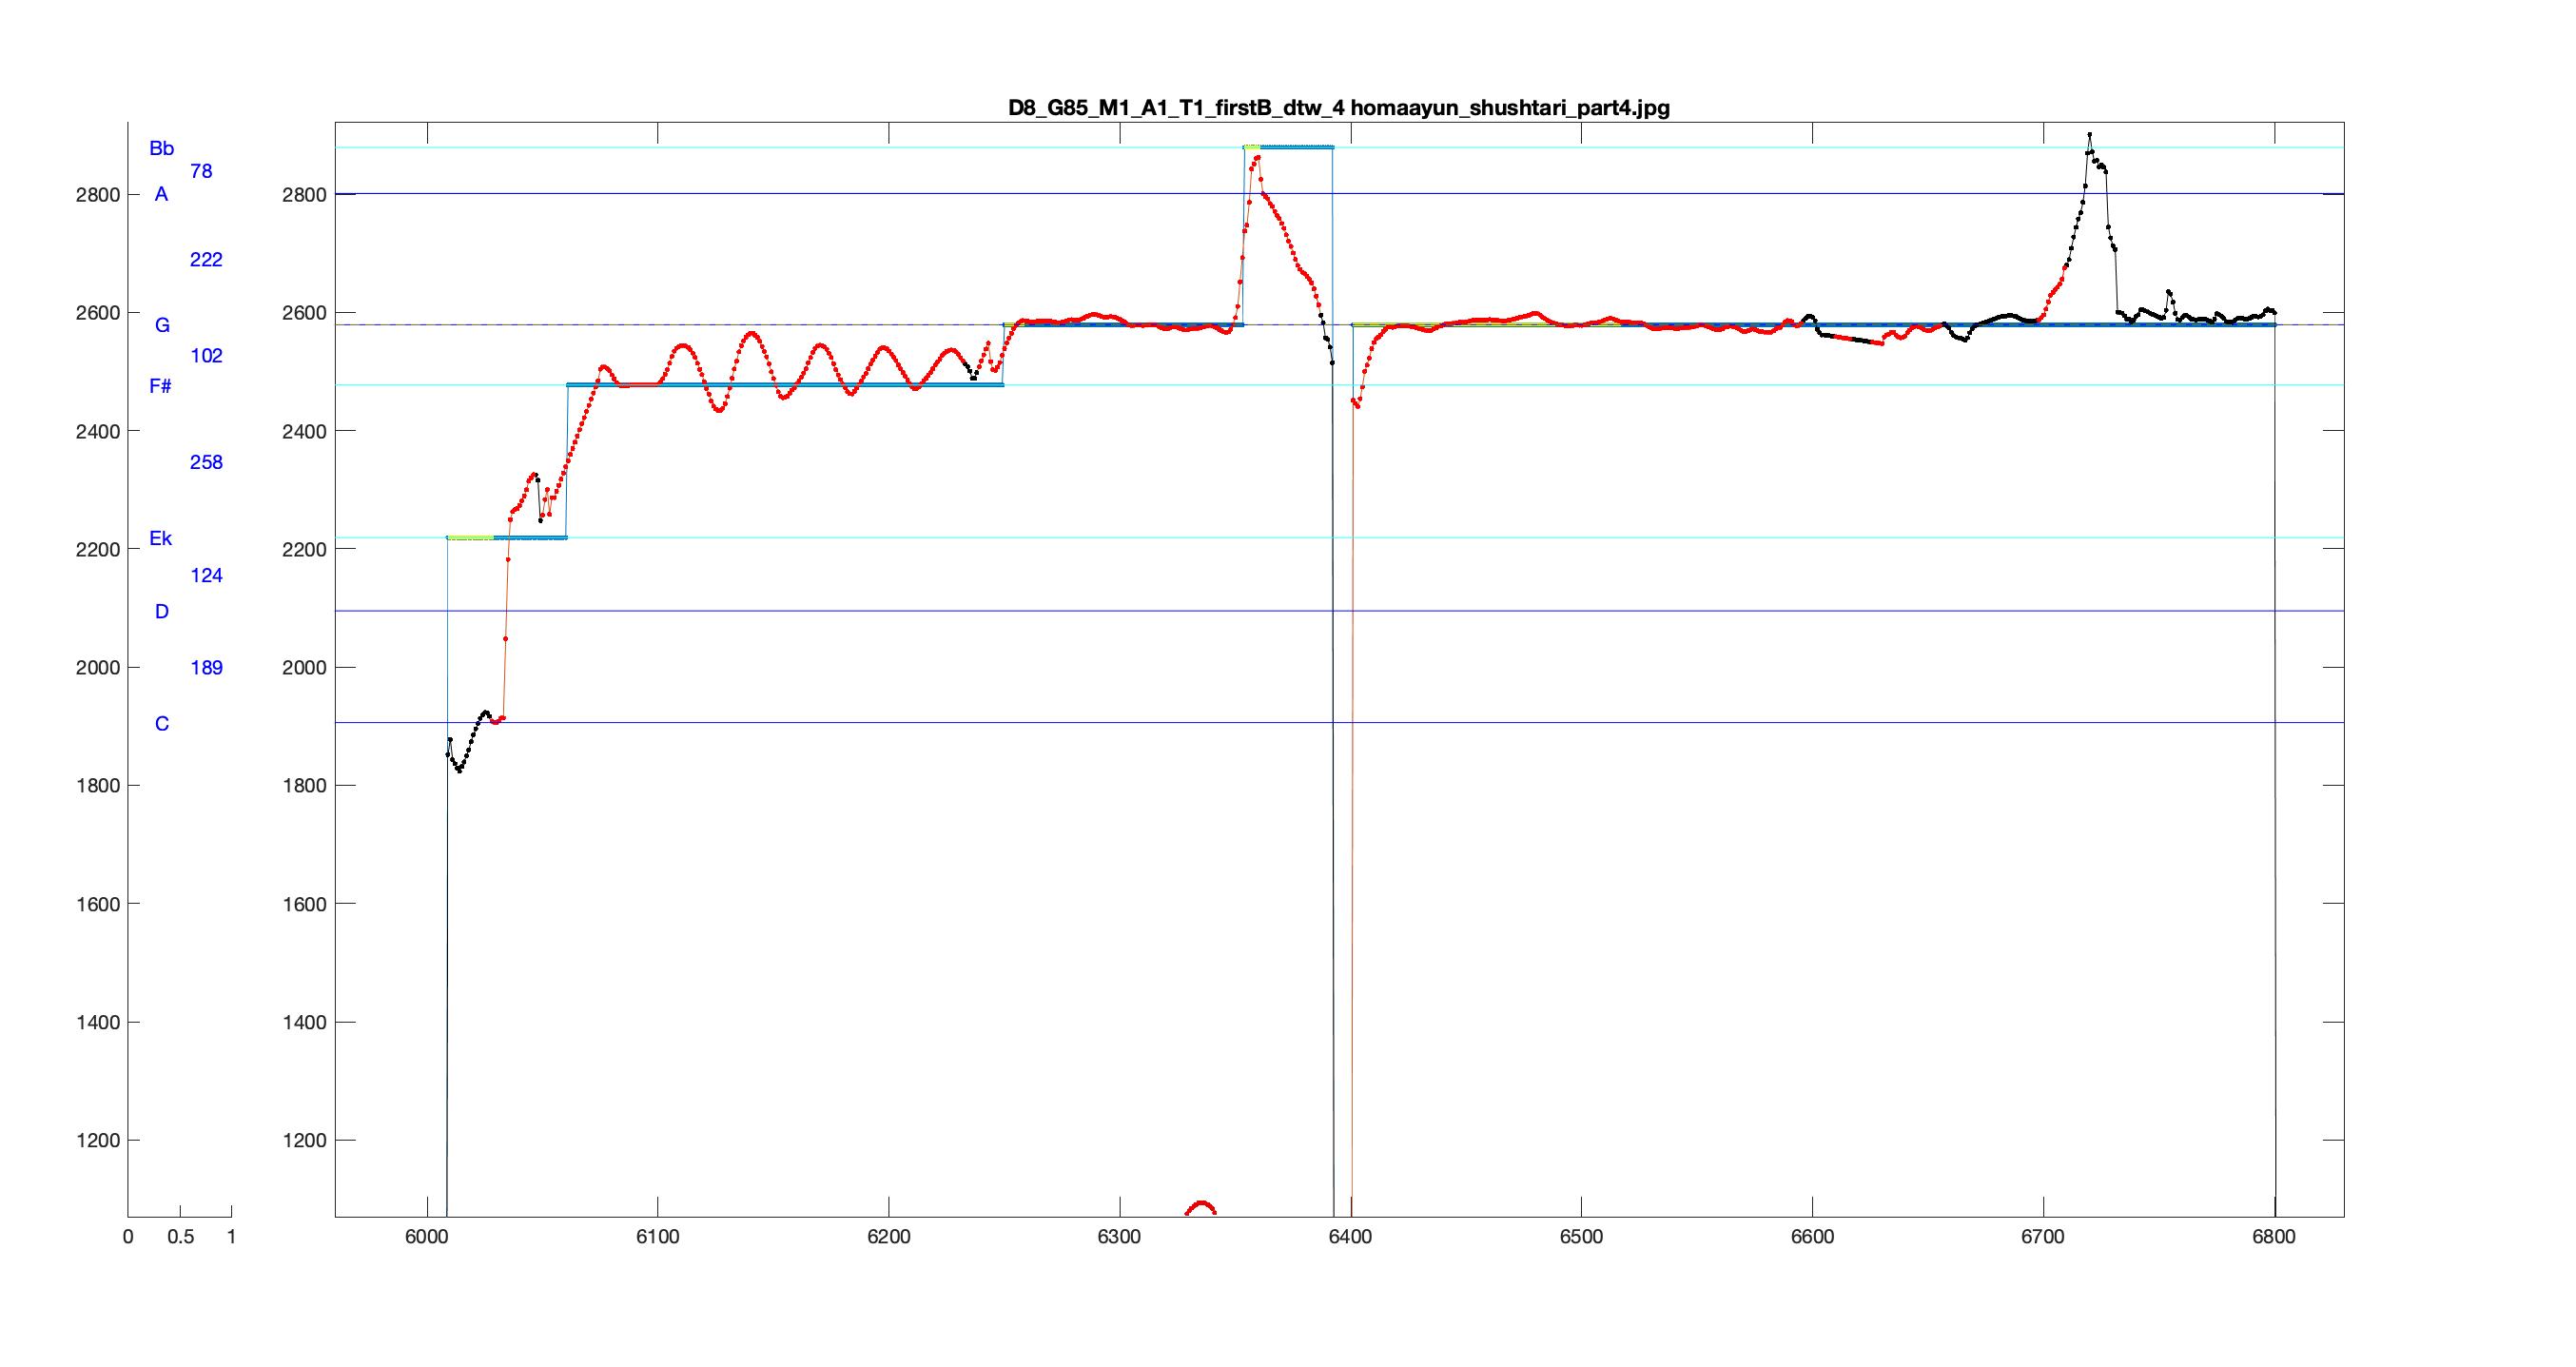 D8_G85_M1_A1_T1_firstB_dtw_4 homaayun_shushtari_part4.jpg
Bb
78
2800 A 2800
222
2600 2600
G
102
F#
2400 2400
258
Ek
2200 2200
124
D
2000 189 2000
C
1800 1800
1600 1600
1400 1400
1200 1200
0 0.5 1 6000 6100 6200 6300 6400 6500 6600 6700 6800